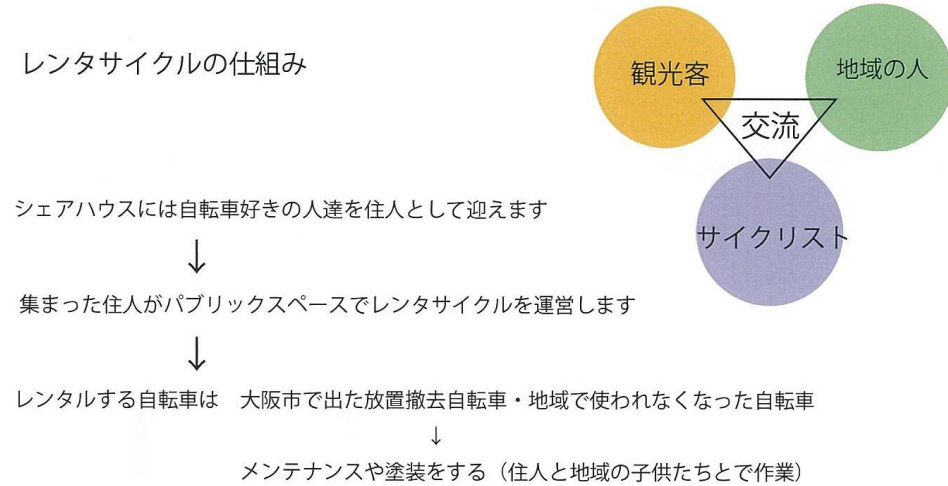 レンタサイクルの仕組み
観光客
地域の人
交流
サイクリスト
シェアハウスには自転車好きの人達を住人として迎えます
↓
集まった住人がパブリックスペースでレンタサイクルを運営します
↓
レンタルする自転車は 大阪市で出た放置撤去自転車・地域で使われなくなった自転車
↓
メンテナンスや塗装をする（住人と地域の子供たちとで作業）